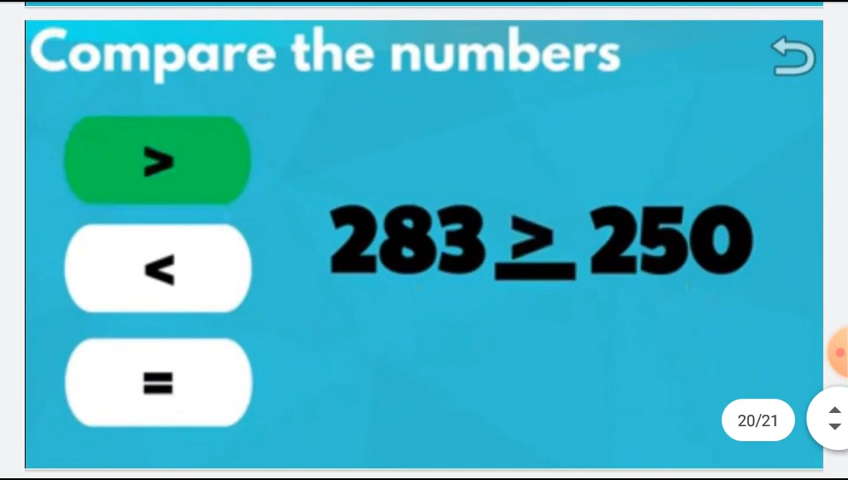 Compare the numbers
>
283 > 250
<
=
20/21